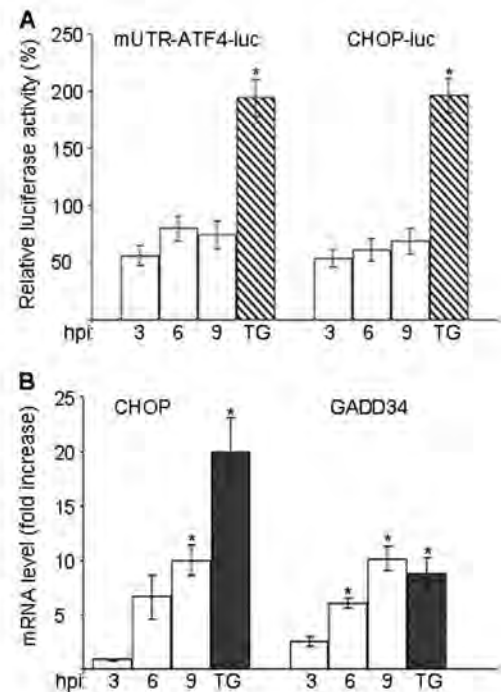 A
mUTR-ATF4-luc
CHOP-luc
Relative luciferase activity (%)
250
200
150
100
50
*
*
hpi: 3 6 9 TG 3 6 9 TG
B
CHOP
GADD34
mRNA level (fold increase)
25
20
15
10
5
*
*
*
*
*
hpi: 3 6 9 TG 3 6 9 TG